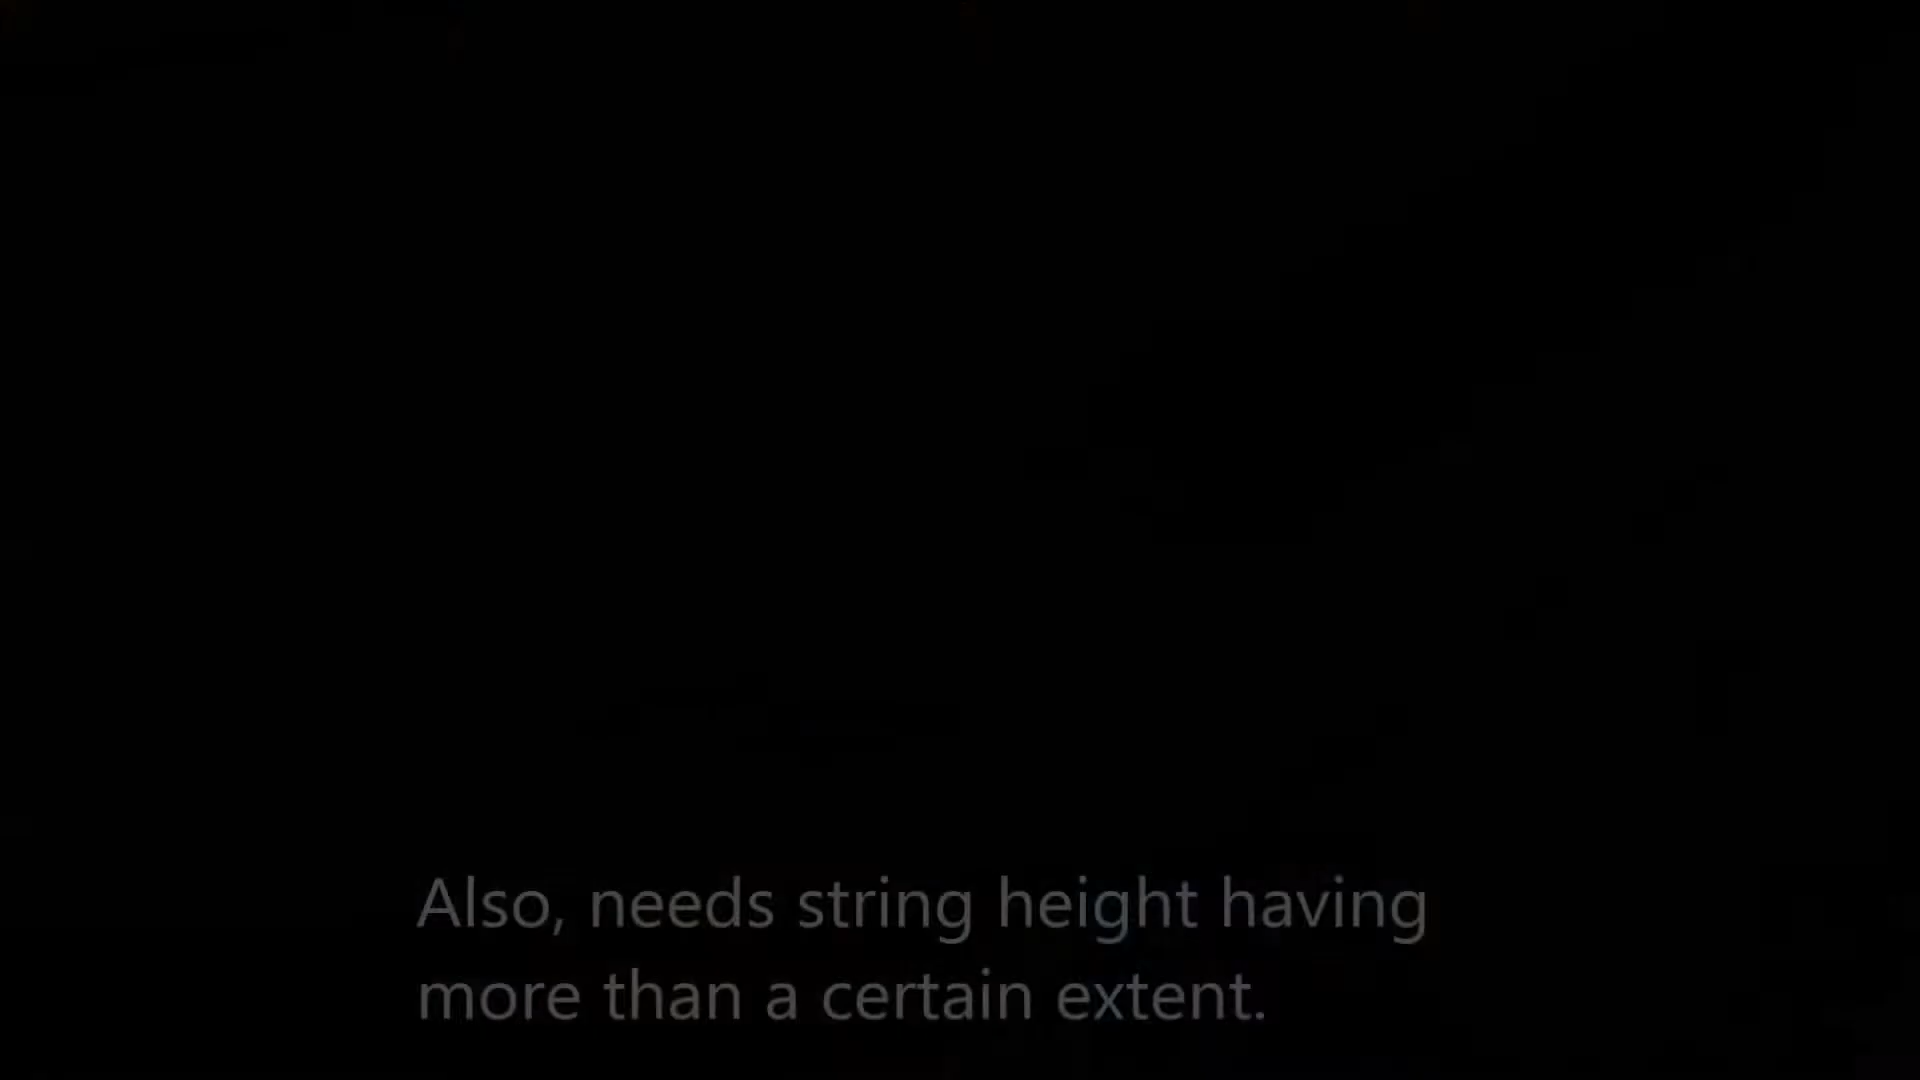 Also, needs string height having
more than a certain extent.